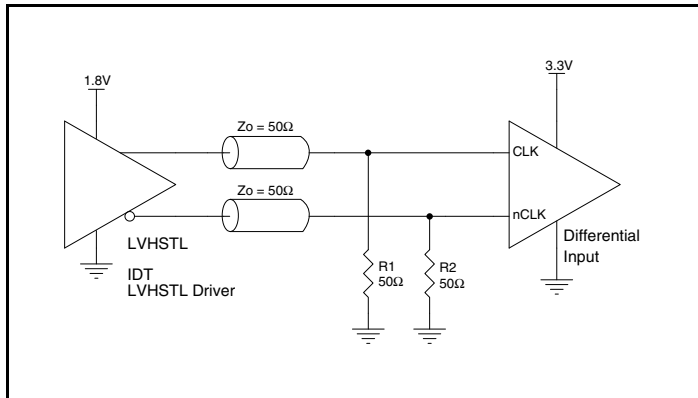 1.8V
3.3V
Zo = 50Ω
CLK
Zo = 50Ω
nCLK
LVHSTL
IDT
LVHSTL Driver
R1
50Ω
R2
50Ω
Differential
Input